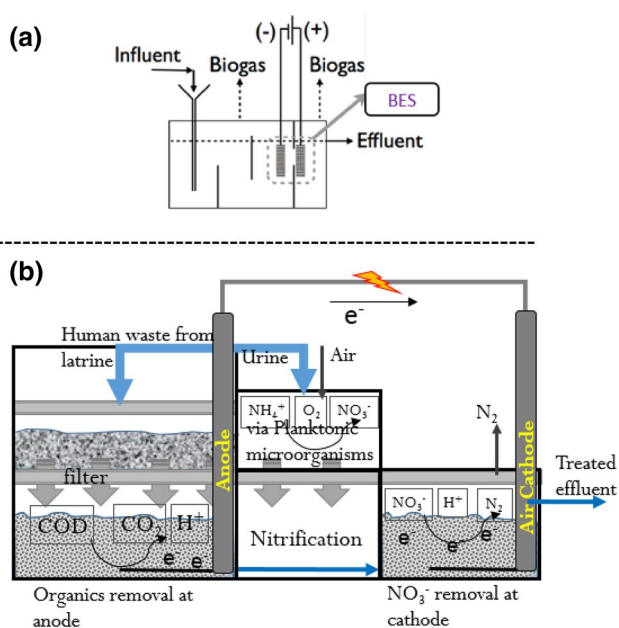 (a)
(-) (+)
Influent
Biogas Biogas
BES
Effluent
(b)
e-
Human waste from
latrine
Urine
Air
NH4+ O2 NO3-
via Planktonic
microorganisms
N2
Anode
Air Cathode
filter
Treated
effluent
COD CO2 H+
NO3- H+ N2
e e
Nitrification
e e- e
Organics removal at
anode
NO3- removal at
cathode